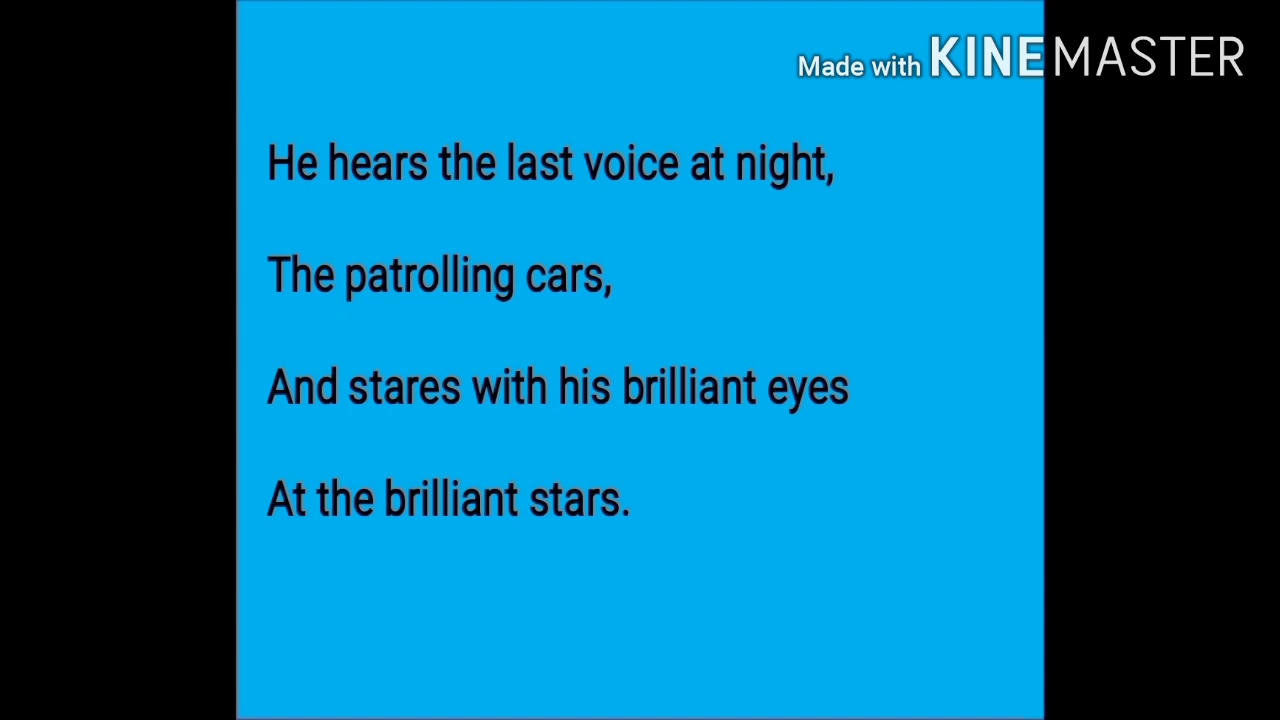 Made with KINEMASTER
He hears the last voice at night,
The patrolling cars,
And stares with his brilliant eyes
At the brilliant stars.